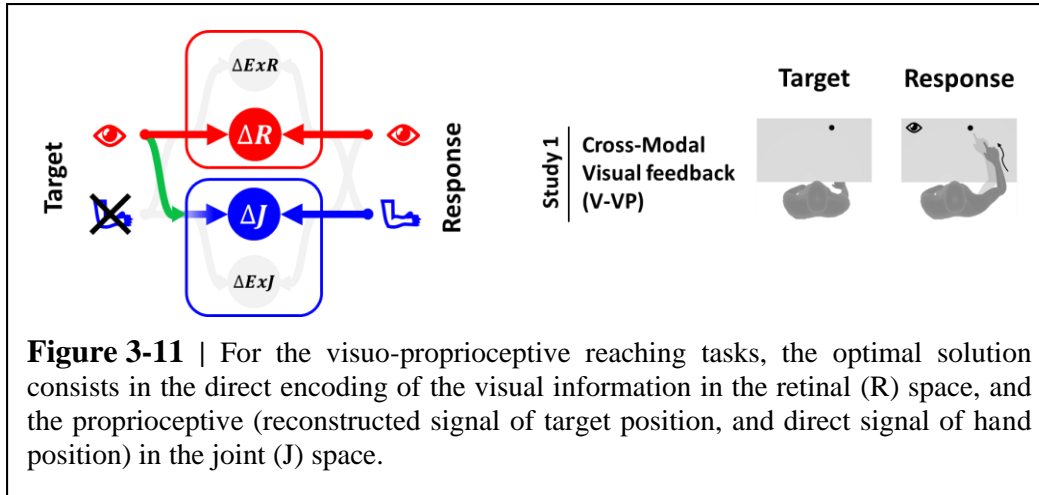 Target
ΔExR
ΔR
ΔJ
ΔExJ
Response
Study 1
Cross-Modal
Visual feedback
(V-VP)
Target Response
Figure 3-11 | For the visuo-proprioceptive reaching tasks, the optimal solution
consists in the direct encoding of the visual information in the retinal (R) space, and
the proprioceptive (reconstructed signal of target position, and direct signal of hand
position) in the joint (J) space.